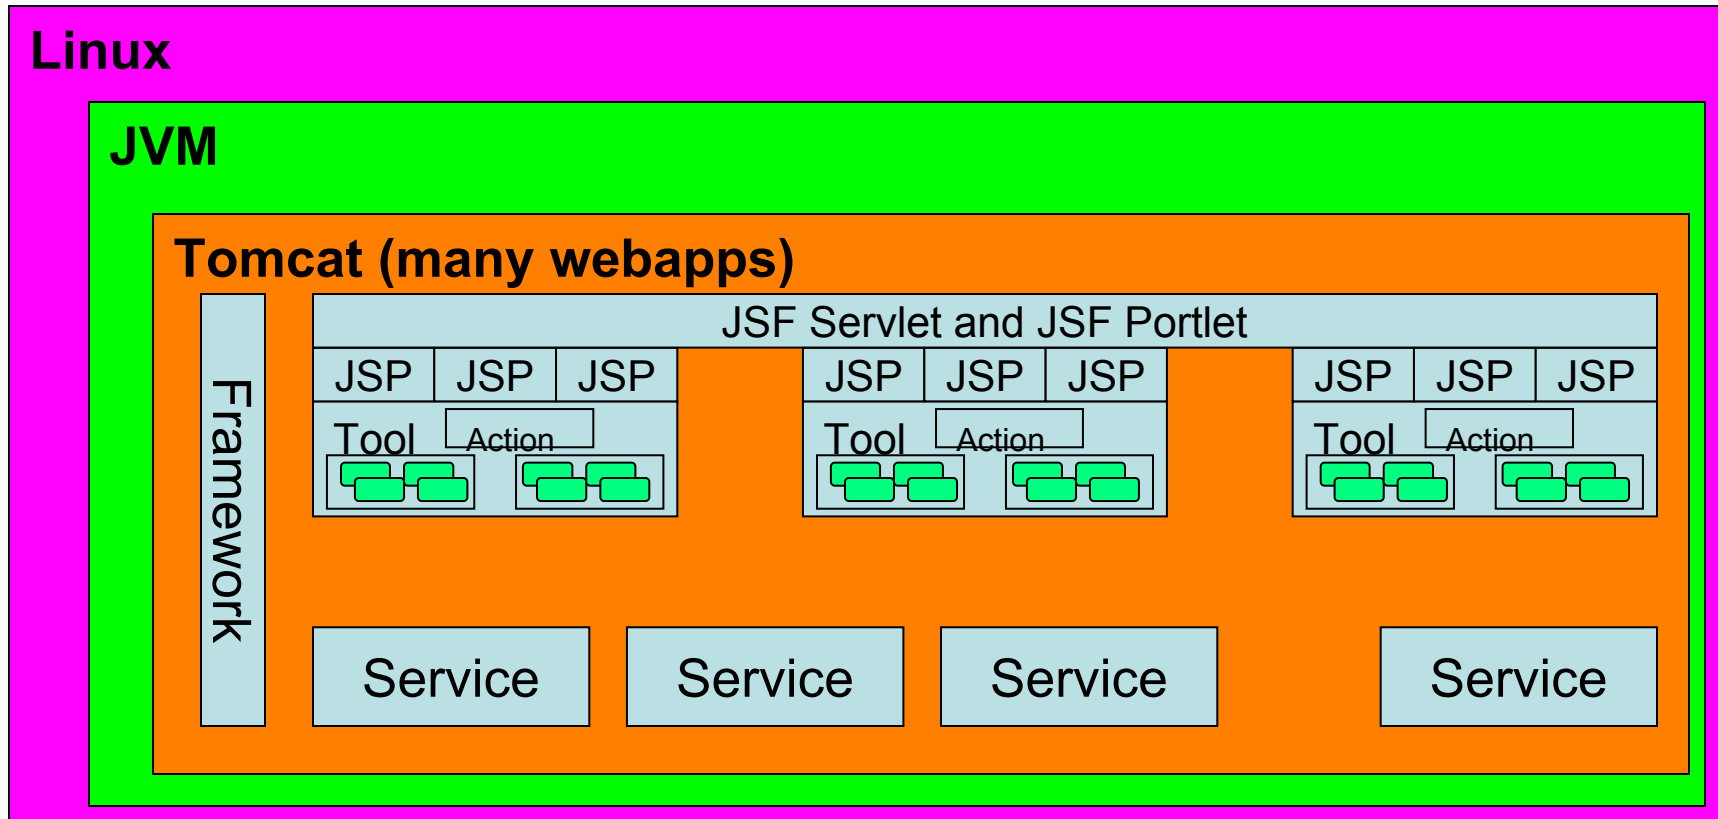 Linux
JVM
Tomcat (many webapps)
Framework
JSF Servlet and JSF Portlet
JSP JSP JSP JSP JSP JSP JSP JSP JSP
Tool Action Tool Action Tool Action
Service Service Service Service